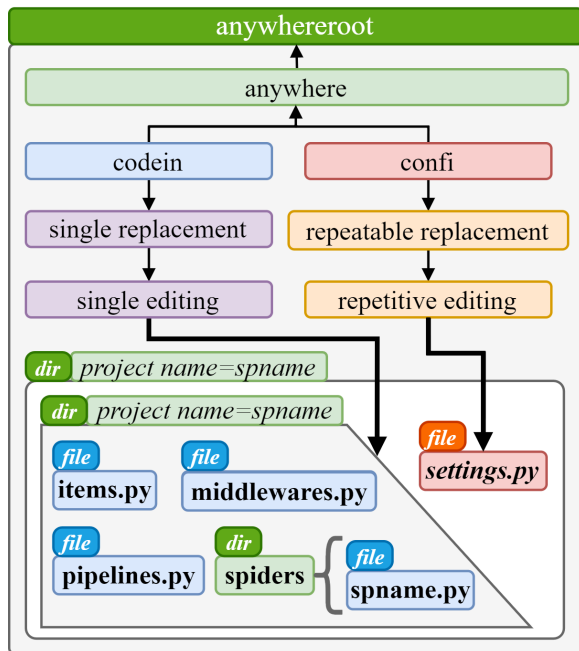 anywhereroot
anywhere
codein
confi
single replacement
repeatable replacement
single editing
repetitive editing
dir project name=spname
dir project name=spname
file
settings.py
file
items.py
file
middlewares.py
file
pipelines.py
dir
spiders
file
spname.py